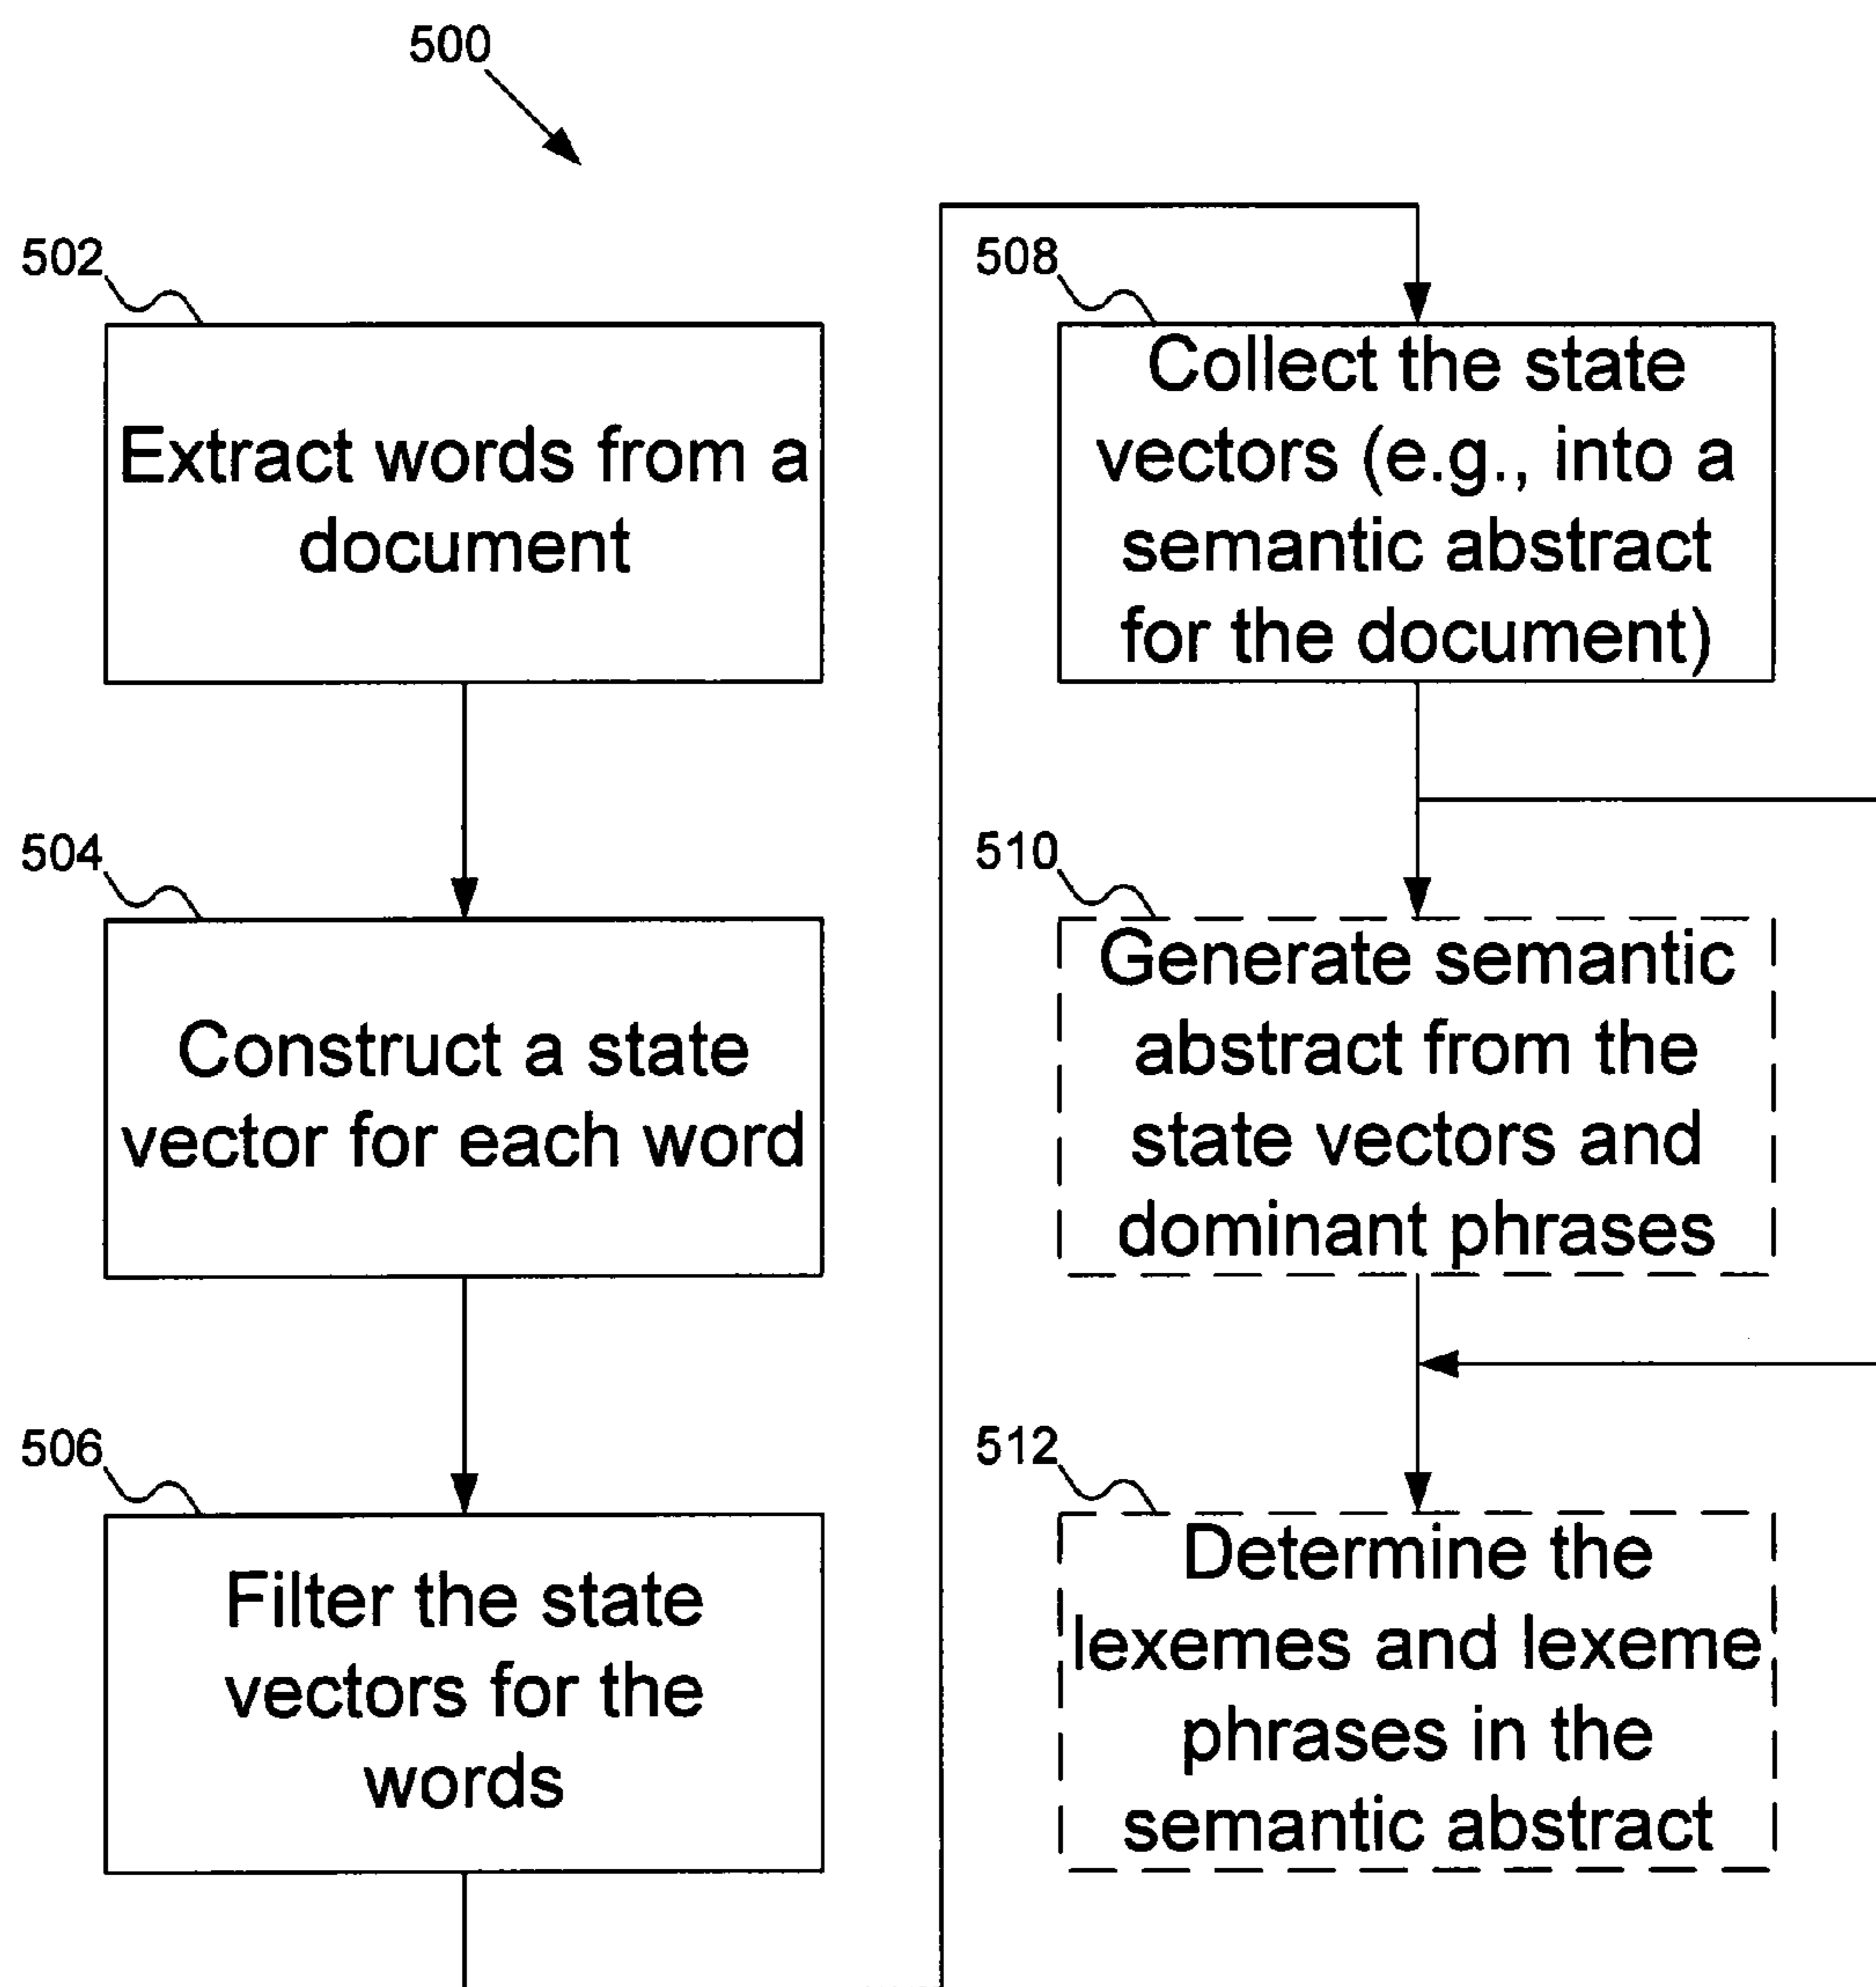 500
502
Extract words from a
document
504
Construct a state
vector for each word
506
Filter the state
vectors for the
words
508
Collect the state
vectors (e.g., into a
semantic abstract
for the document)
510
Generate semantic
abstract from the
state vectors and
dominant phrases
512
Determine the
lexemes and lexeme
phrases in the
semantic abstract